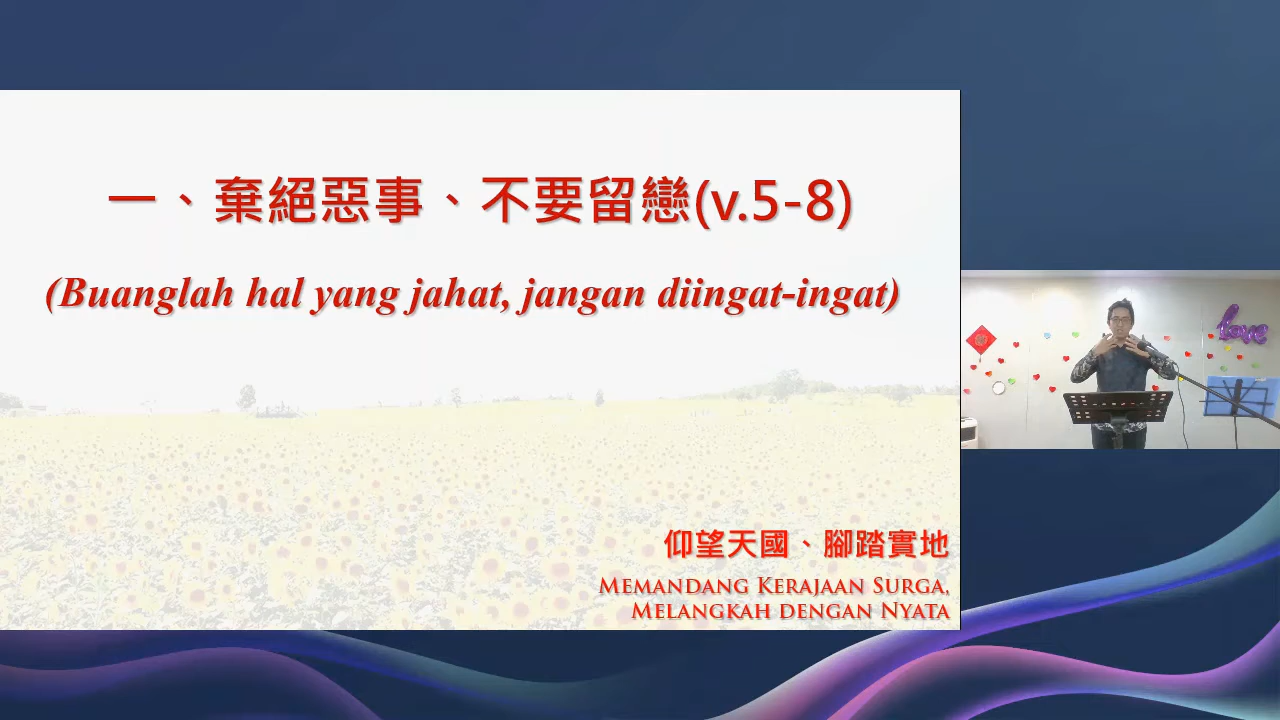 一、棄絕惡事、不要留戀(v.5-8)
(Buanglah hal yang jahat, jangan diingat-ingat)
仰望天國、腳踏實地
Memandang Kerajaan Surga,
Melangkah dengan Nyata
love